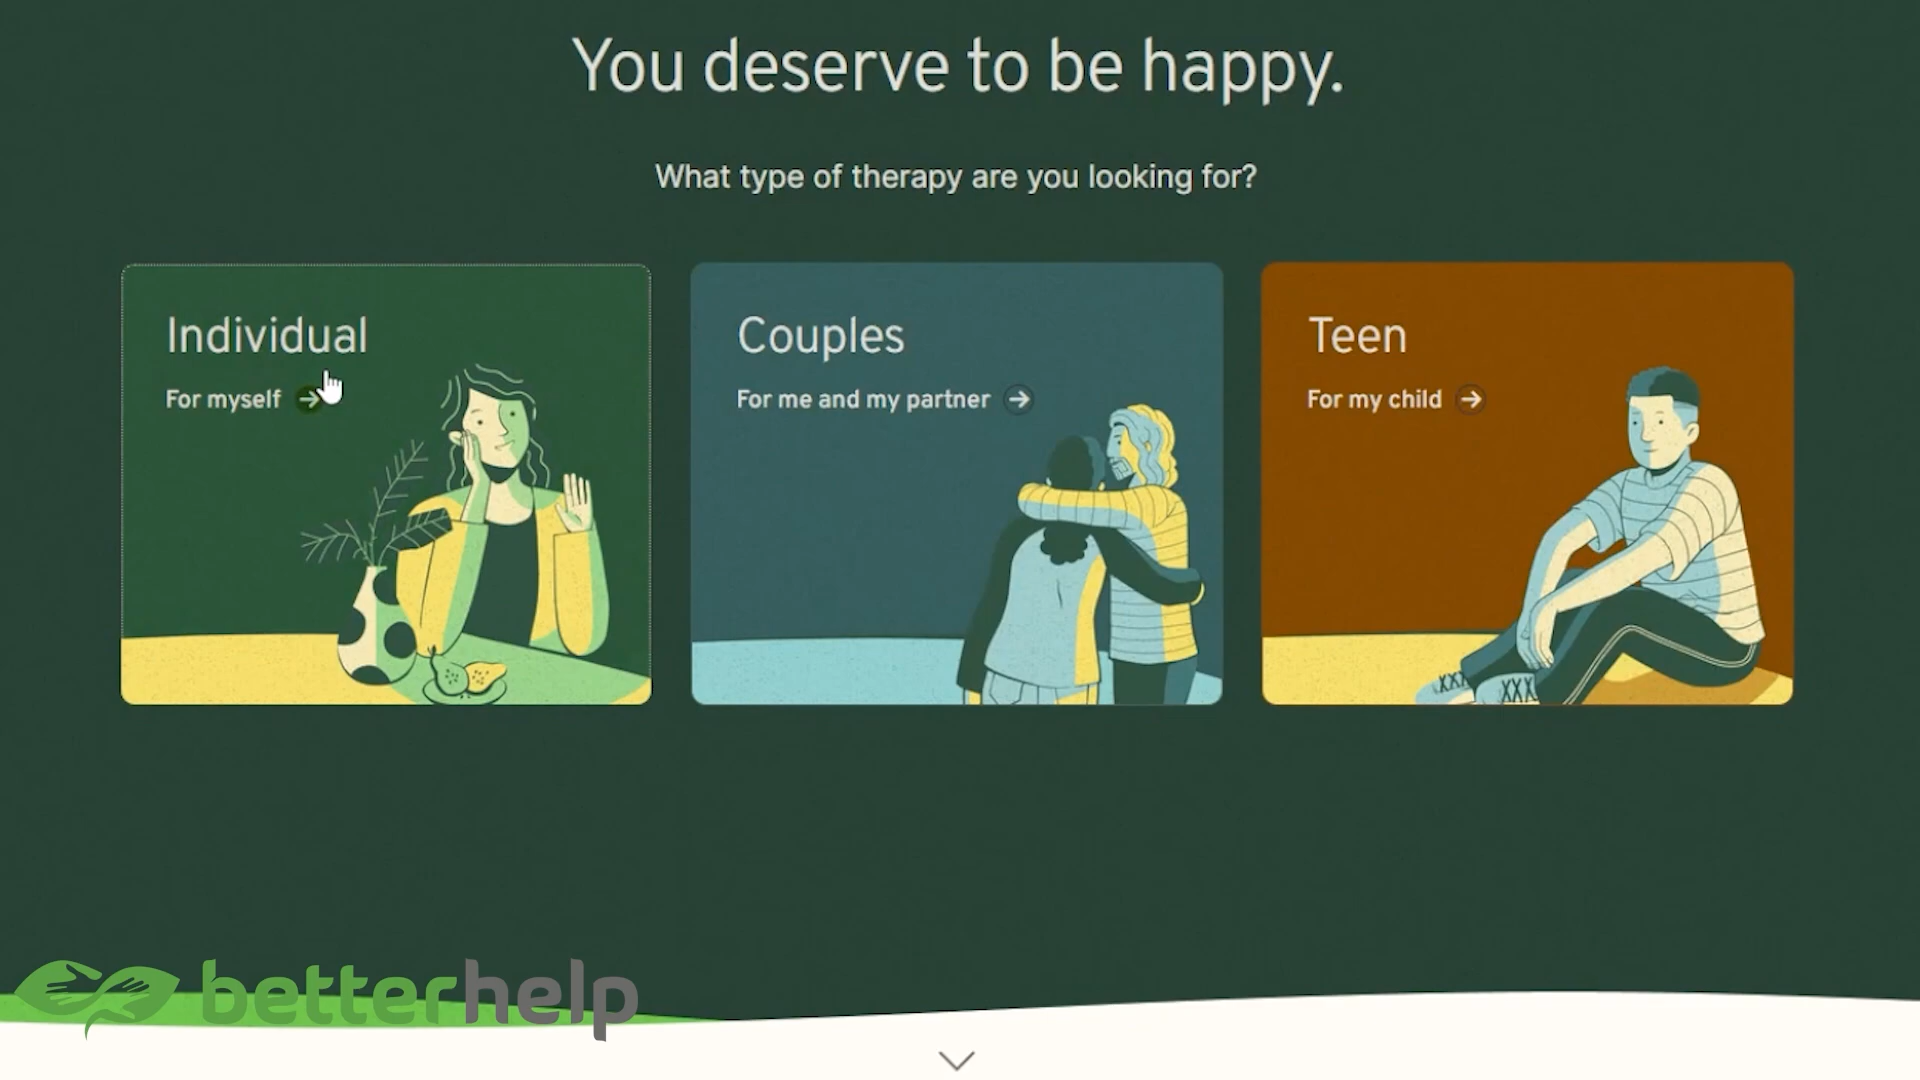 You deserve to be happy.
What type of therapy are you looking for?
Individual
For myself
Couples
For me and my partner
Teen
For my child
betterhelp